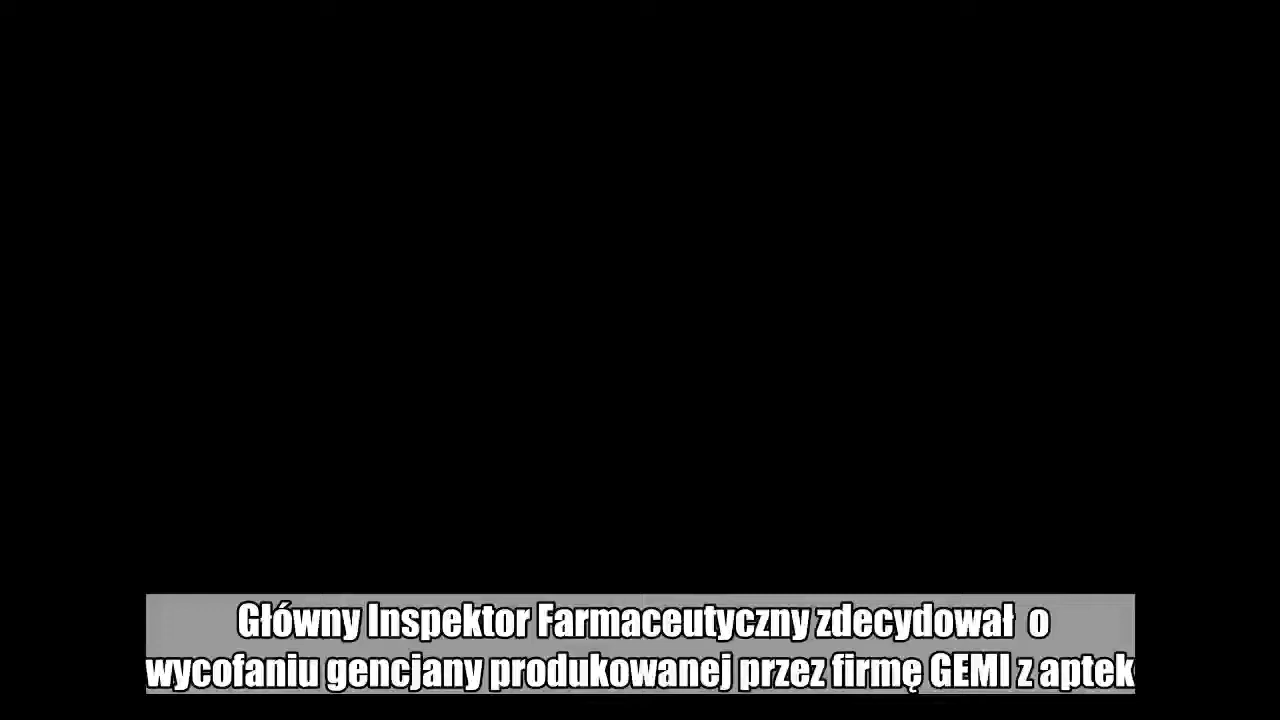 Główny Inspektor Farmaceutyczny zdecydował o
wycofaniu gencjany produkowanej przez firmę GEMI z aptek